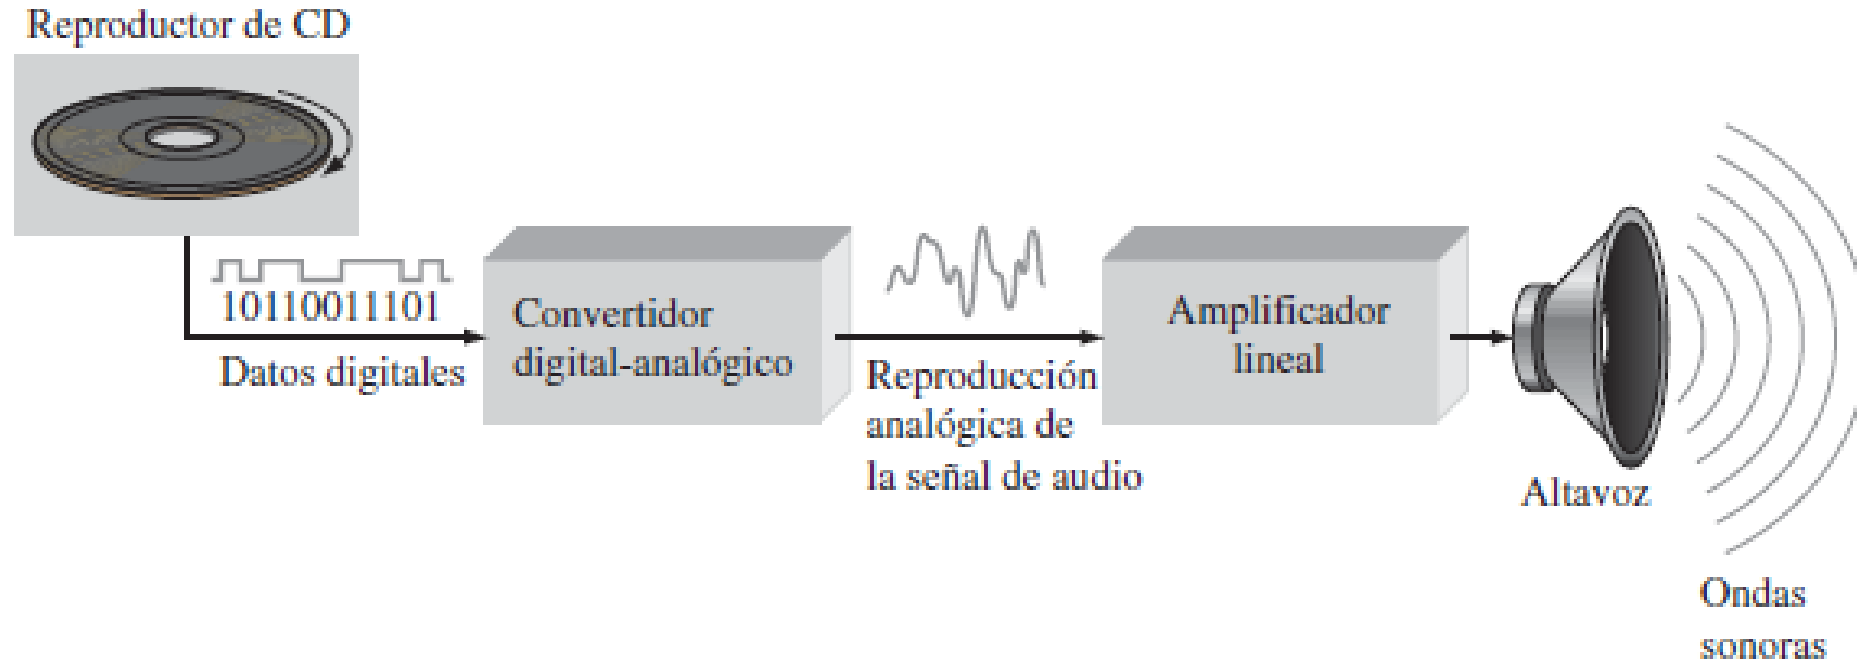 Reproductor de CD
10110011101
Datos digitales
Convertidor
digital-analógico
Reproducción
analógica de
la señal de audio
Amplificador
lineal
Altavoz
Ondas
sonoras